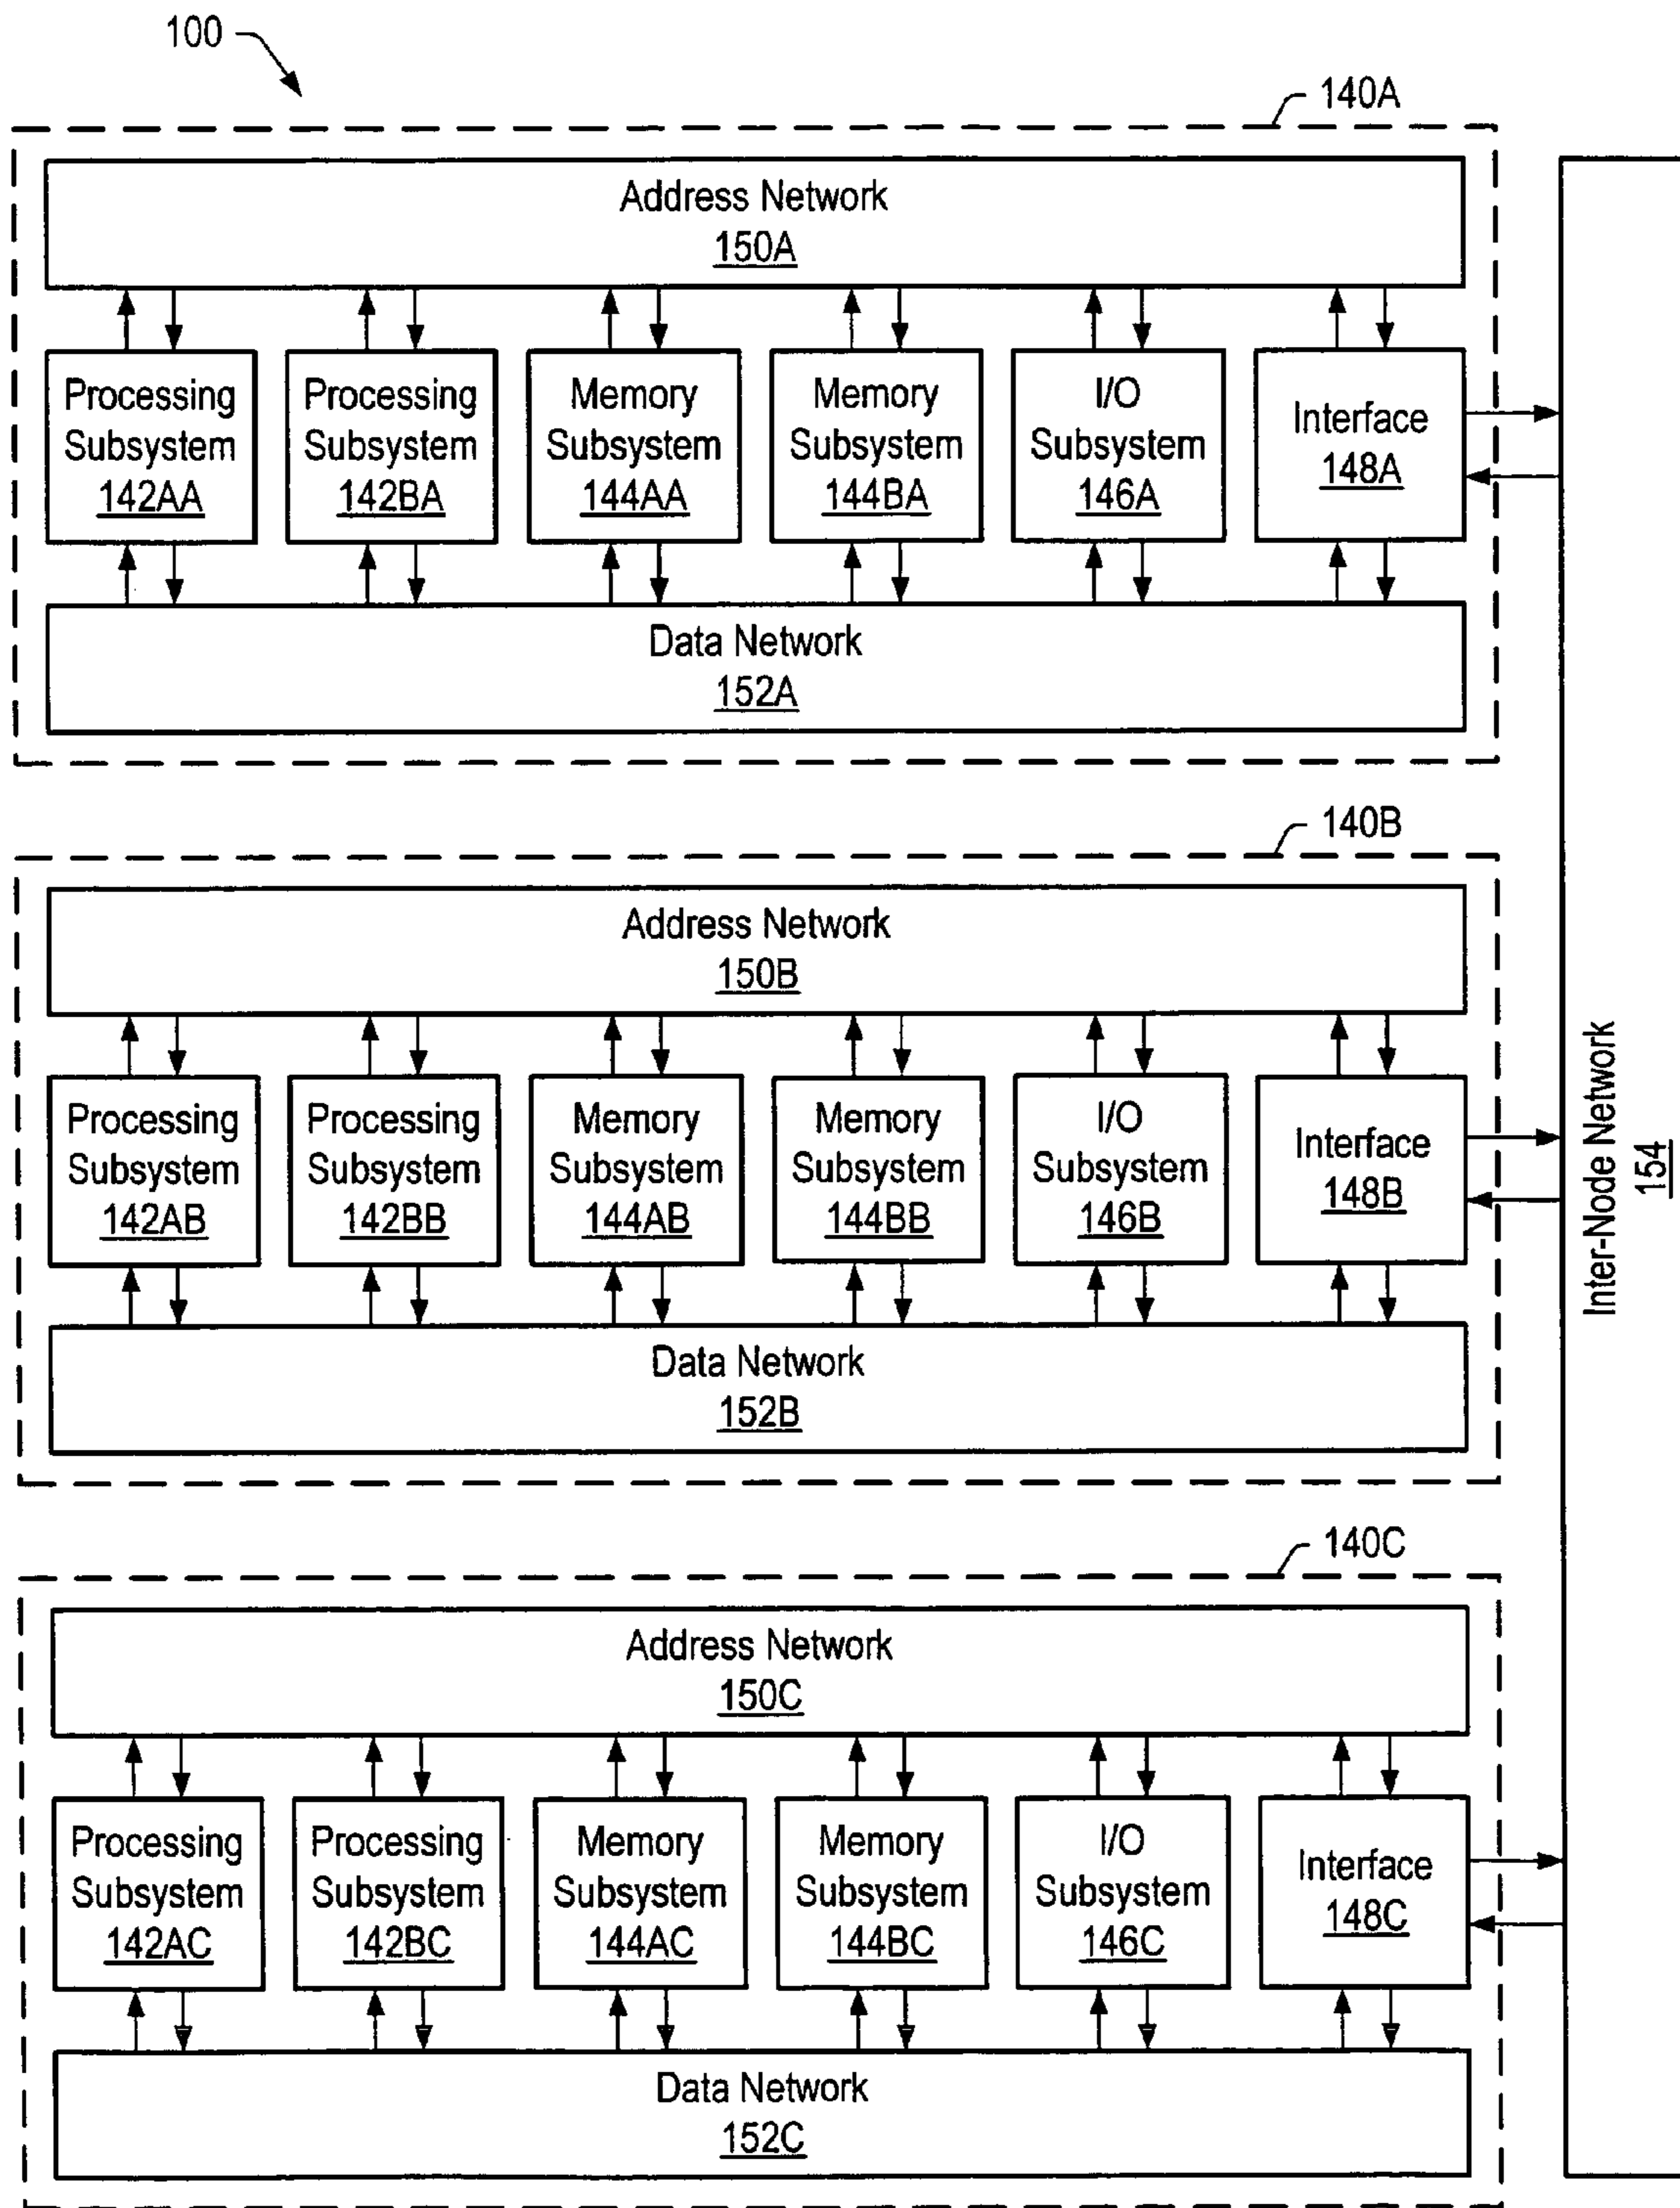 100
140A
Address Network
150A
Processing
Subsystem
142AA
Processing
Subsystem
142BA
Memory
Subsystem
144AA
Memory
Subsystem
144BA
I/O
Subsystem
146A
Interface
148A
Data Network
152A
140B
Address Network
150B
Processing
Subsystem
142AB
Processing
Subsystem
142BB
Memory
Subsystem
144AB
Memory
Subsystem
144BB
I/O
Subsystem
146B
Interface
148B
Data Network
152B
Inter-Node Network
154
140C
Address Network
150C
Processing
Subsystem
142AC
Processing
Subsystem
142BC
Memory
Subsystem
144AC
Memory
Subsystem
144BC
I/O
Subsystem
146C
Interface
148C
Data Network
152C